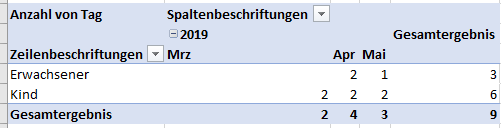 Anzahl von Tag Spaltenbeschriftungen
2019 Gesamtergebnis
Zeilenbeschriftungen Mrz Apr Mai
Erwachsener 2 1 3
Kind 2 2 2 6
Gesamtergebnis 2 4 3 9